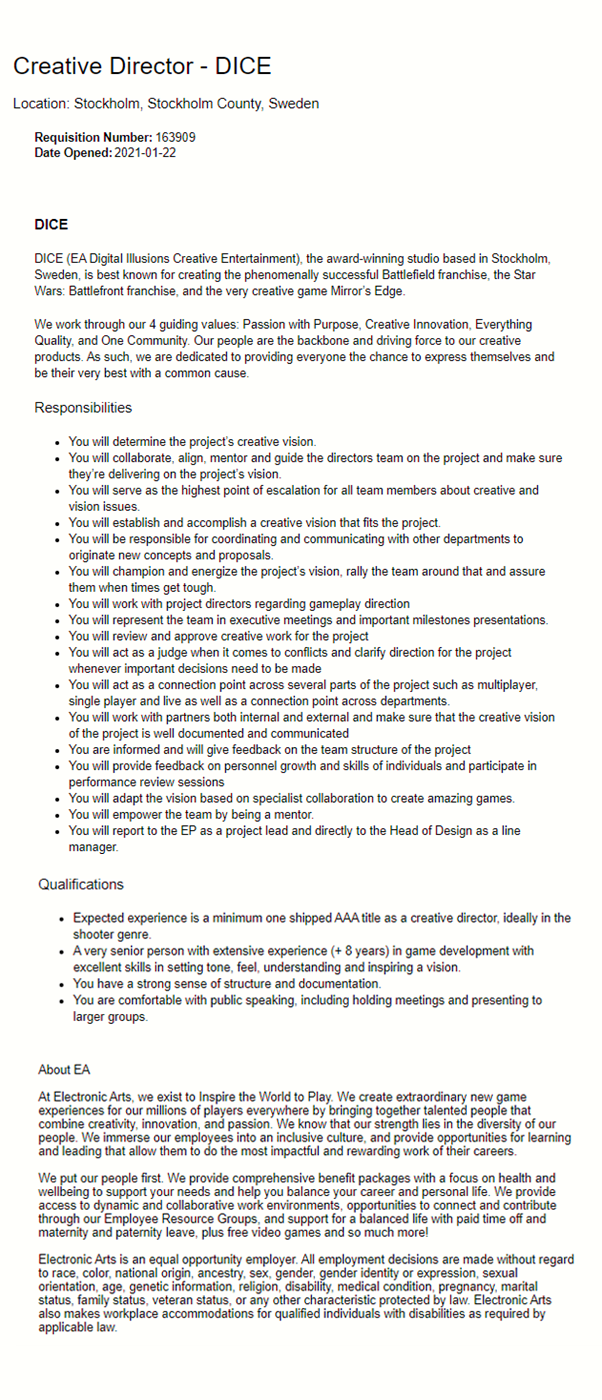 Creative Director - DICE
Location: Stockholm, Stockholm County, Sweden
Requisition Number: 163909
Date Opened: 2021-01-22
DICE
DICE (EA Digital Illusions Creative Entertainment), the award-winning studio based in Stockholm,
Sweden, is best known for creating the phenomenally successful Battlefield franchise, the Star
Wars: Battlefront franchise, and the very creative game Mirror's Edge.
We work through our 4 guiding values: Passion with Purpose, Creative Innovation, Everything
Quality, and One Community. Our people are the backbone and driving force to our creative
products. As such, we are dedicated to providing everyone the chance to express themselves and
be their very best with a common cause.
Responsibilities
• You will determine the project's creative vision.
• You will collaborate, align, mentor and guide the directors team on the project and make sure
they're delivering on the project's vision.
• You will serve as the highest point of escalation for all team members about creative and
vision issues.
• You will establish and accomplish a creative vision that fits the project.
• You will be responsible for coordinating and communicating with other departments to
originate new concepts and proposals.
• You will champion and energize the project's vision, rally the team around that and assure
them when times get tough.
• You will work with project directors regarding gameplay direction
• You will represent the team in executive meetings and important milestones presentations.
• You will review and approve creative work for the project
• You will act as a judge when it comes to conflicts and clarify direction for the project
whenever important decisions need to be made
• You will act as a connection point across several parts of the project such as multiplayer,
single player and live as well as a connection point across departments.
• You will work with partners both internal and external and make sure that the creative vision
of the project is well documented and communicated
• You are informed and will give feedback on the team structure of the project
• You will provide feedback on personnel growth and skills of individuals and participate in
performance review sessions
• You will adapt the vision based on specialist collaboration to create amazing games.
• You will empower the team by being a mentor.
• You will report to the EP as a project lead and directly to the Head of Design as a line
manager.
Qualifications
• Expected experience is a minimum one shipped AAA title as a creative director, ideally in the
shooter genre.
• A very senior person with extensive experience (+ 8 years) in game development with
excellent skills in setting tone, feel, understanding and inspiring a vision.
• You have a strong sense of structure and documentation.
• You are comfortable with public speaking, including holding meetings and presenting to
larger groups.
About EA
At Electronic Arts, we exist to Inspire the World to Play. We create extraordinary new game
experiences for our millions of players everywhere by bringing together talented people that
combine creativity, innovation, and passion. We know that our strength lies in the diversity of our
people. We immerse our employees into an inclusive culture, and provide opportunities for learning
and leading that allow them to do the most impactful and rewarding work of their careers.
We put our people first. We provide comprehensive benefit packages with a focus on health and
wellbeing to support your needs and help you balance your career and personal life. We provide
access to dynamic and collaborative work environments, opportunities to connect and contribute
through our Employee Resource Groups, and support for a balanced life with paid time off and
maternity and paternity leave, plus free video games and so much more!
Electronic Arts is an equal opportunity employer. All employment decisions are made without regard
to race, color, national origin, ancestry, sex, gender, gender identity or expression, sexual
orientation, age, genetic information, religion, disability, medical condition, pregnancy, marital
status, family status, veteran status, or any other characteristic protected by law. Electronic Arts
also makes workplace accommodations for qualified individuals with disabilities as required by
applicable law.